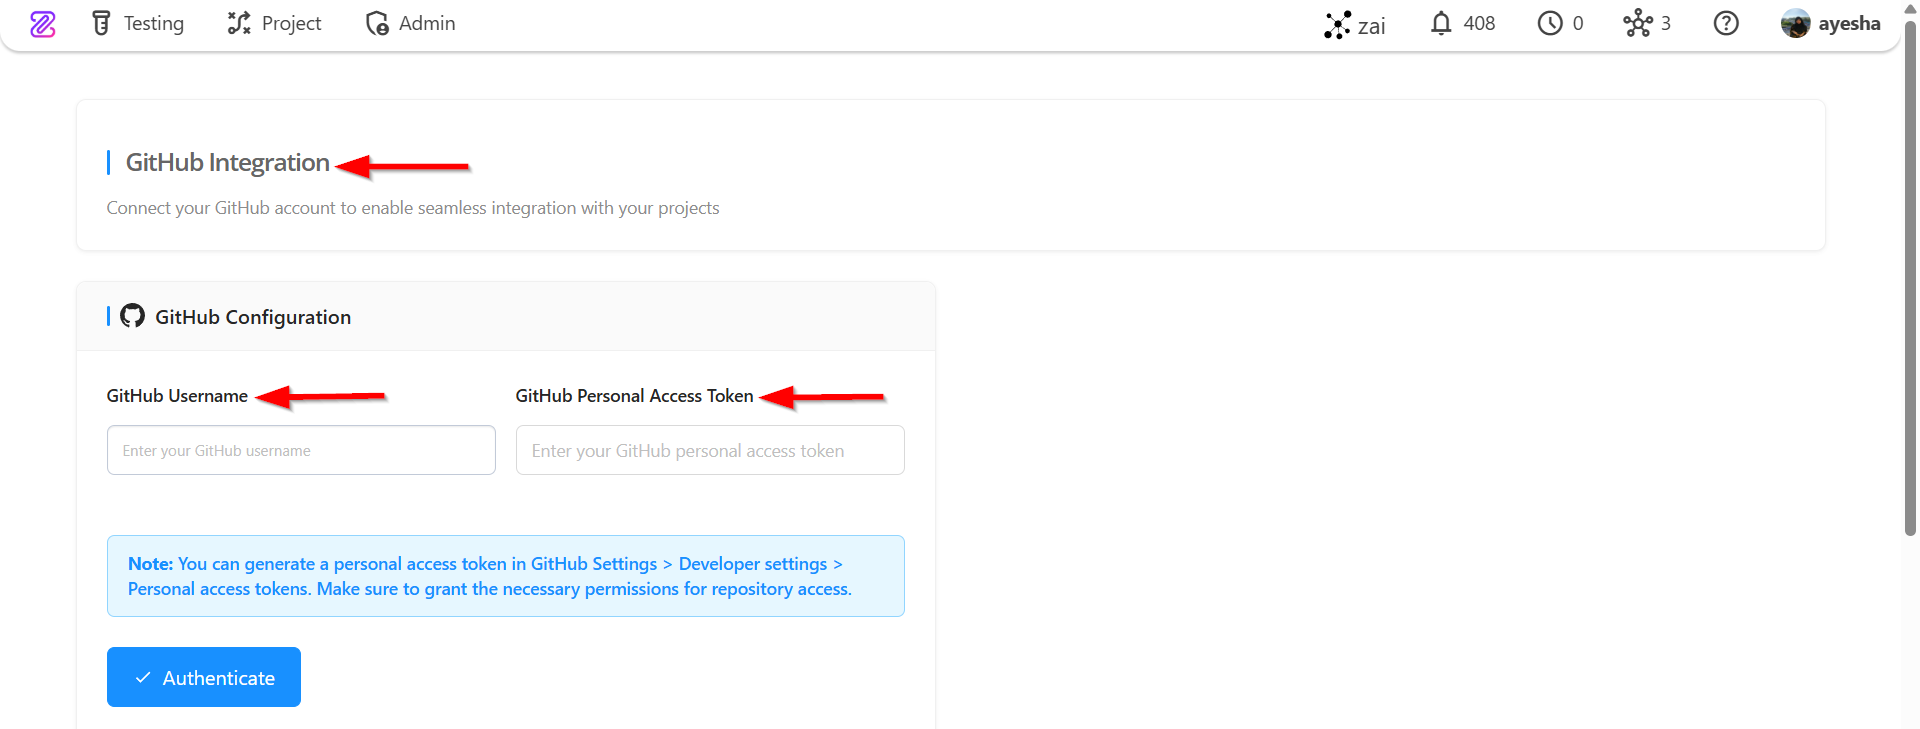 Testing Project Admin zai 408 0 3 ayesha
GitHub Integration
Connect your GitHub account to enable seamless integration with your projects
GitHub Configuration
GitHub Username GitHub Personal Access Token
Enter your GitHub username Enter your GitHub personal access token
Note: You can generate a personal access token in GitHub Settings > Developer settings >
Personal access tokens. Make sure to grant the necessary permissions for repository access.
Authenticate